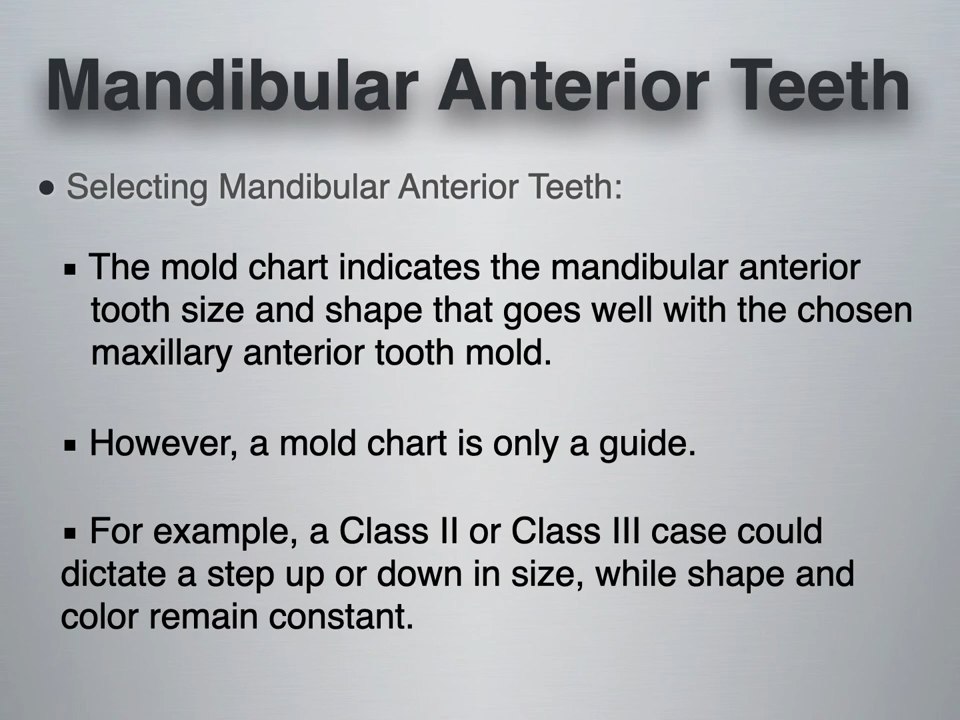 Mandibular Anterior Teeth
• Selecting Mandibular Anterior Teeth:
▪ The mold chart indicates the mandibular anterior
tooth size and shape that goes well with the chosen
maxillary anterior tooth mold.
▪ However, a mold chart is only a guide.
▪ For example, a Class II or Class III case could
dictate a step up or down in size, while shape and
color remain constant.